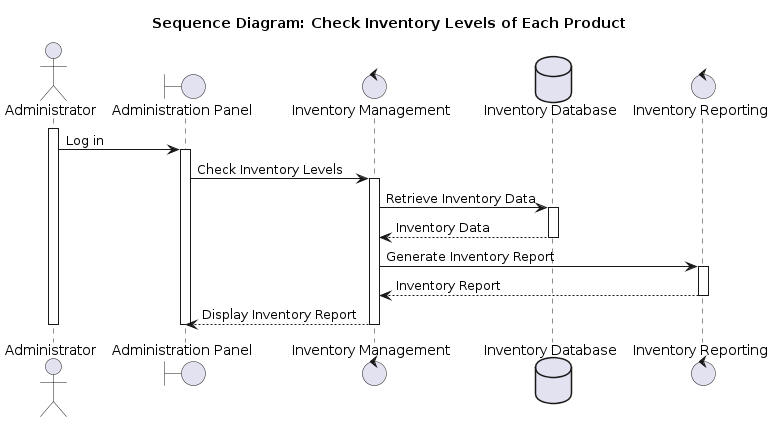 Sequence Diagram: Check Inventory Levels of Each Product
Administrator
Administration Panel
Inventory Management
Inventory Database
Inventory Reporting
Log in
Check Inventory Levels
Retrieve Inventory Data
Inventory Data
Generate Inventory Report
Inventory Report
Display Inventory Report
Administrator
Administration Panel
Inventory Management
Inventory Database
Inventory Reporting